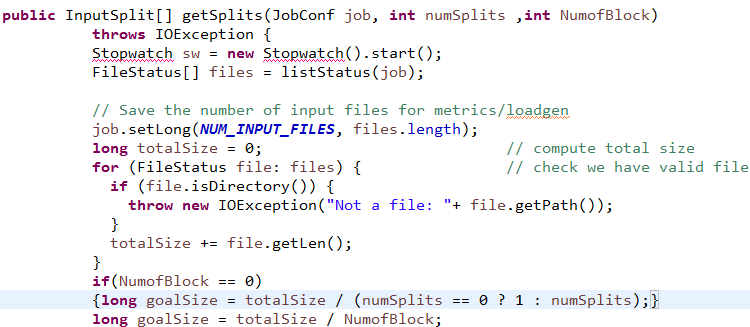 public InputSplit[] getSplits(JobConf job, int numSplits ,int NumofBlock)
throws IOException {
Stopwatch sw = new Stopwatch().start();
FileStatus[] files = listStatus(job);
// Save the number of input files for metrics/loadgen
job.setLong(NUM_INPUT_FILES, files.length);
long totalSize = 0; // compute total size
for (FileStatus file: files) { // check we have valid file
if (file.isDirectory()) {
throw new IOException("Not a file: "+ file.getPath());
}
totalSize += file.getLen();
}
if(NumofBlock == 0)
{long goalSize = totalSize / (numSplits == 0 ? 1 : numSplits);}
long goalSize = totalSize / NumofBlock;